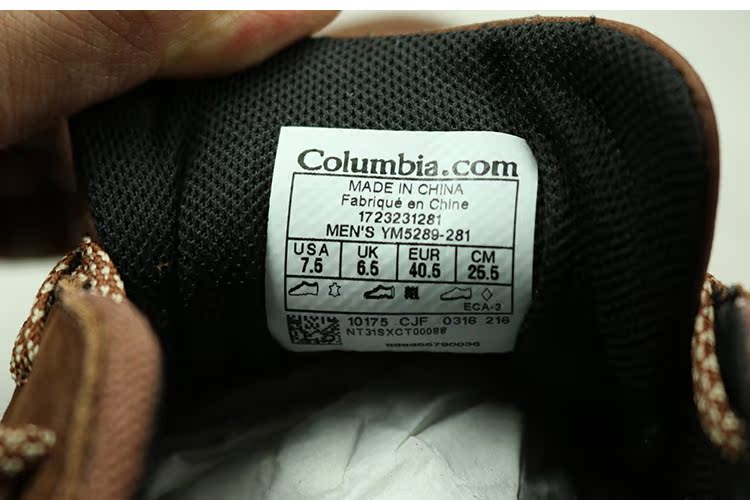 Columbia.com
MADE IN CHINA
Fabriqué en Chine
1723231281
MEN'S YM5289-281
USA UK EUR CM
7.5 6.5 40.5 25.5
ECA-3
10175 CJF 0316 216